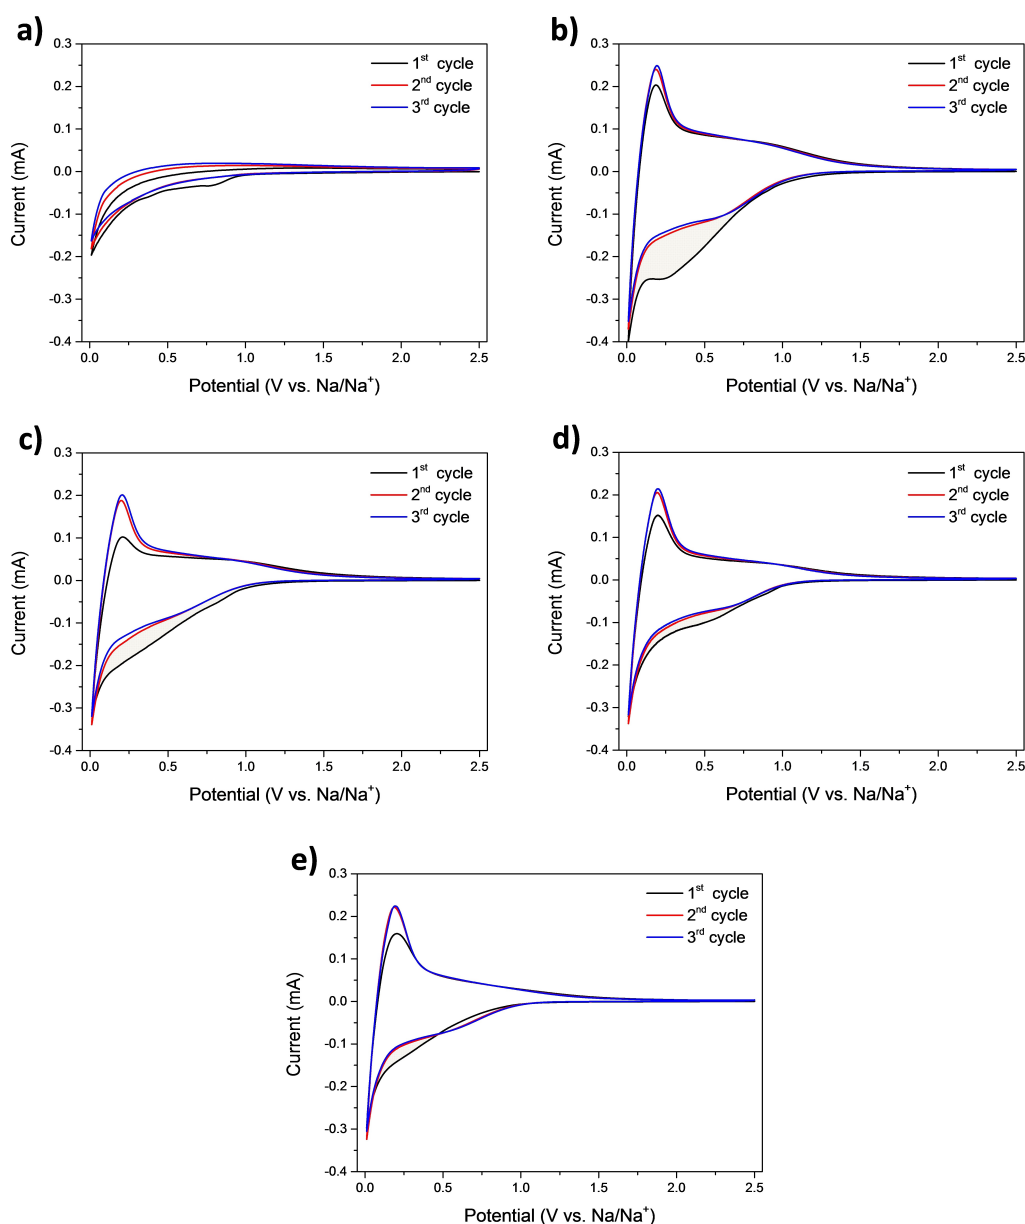 a)
0.3
0.2
0.1
0.0
-0.1
-0.2
-0.3
-0.4
Current (mA)
1st cycle
2nd cycle
3rd cycle
0.0 0.5 1.0 1.5 2.0 2.5
Potential (V vs. Na/Na+)
b)
0.3
0.2
0.1
0.0
-0.1
-0.2
-0.3
-0.4
Current (mA)
1st cycle
2nd cycle
3rd cycle
0.0 0.5 1.0 1.5 2.0 2.5
Potential (V vs. Na/Na+)
c)
0.3
0.2
0.1
0.0
-0.1
-0.2
-0.3
-0.4
Current (mA)
1st cycle
2nd cycle
3rd cycle
0.0 0.5 1.0 1.5 2.0 2.5
Potential (V vs. Na/Na+)
d)
0.3
0.2
0.1
0.0
-0.1
-0.2
-0.3
-0.4
Current (mA)
1st cycle
2nd cycle
3rd cycle
0.0 0.5 1.0 1.5 2.0 2.5
Potential (V vs. Na/Na+)
e)
0.3
0.2
0.1
0.0
-0.1
-0.2
-0.3
-0.4
Current (mA)
1st cycle
2nd cycle
3rd cycle
0.0 0.5 1.0 1.5 2.0 2.5
Potential (V vs. Na/Na+)